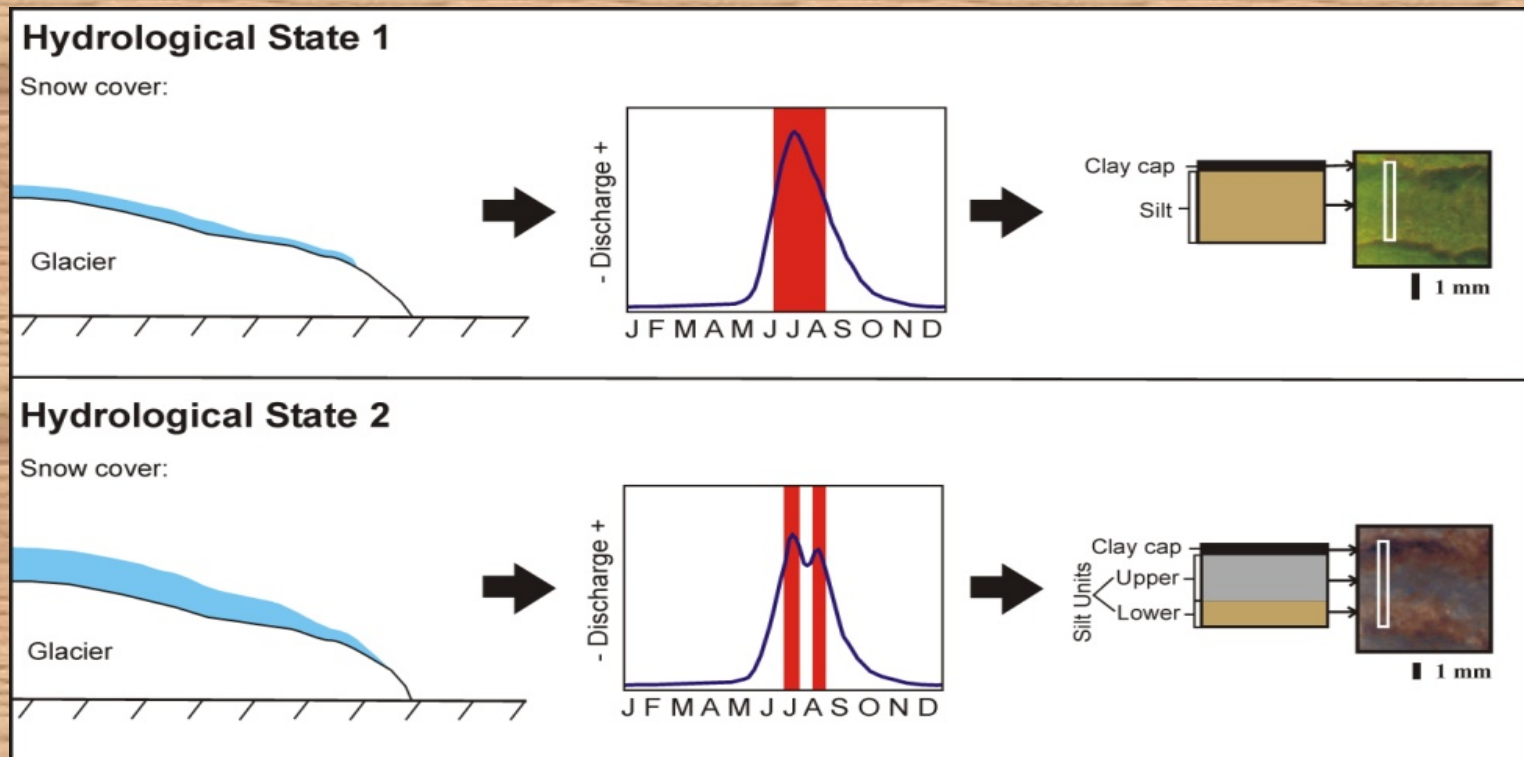 Hydrological State 1
Snow cover:
Glacier
- Discharge +
J F M A M J J A S O N D
Clay cap
Silt
1 mm
Hydrological State 2
Snow cover:
Glacier
- Discharge +
J F M A M J J A S O N D
Clay cap
Silt Units
Upper
Lower
1 mm